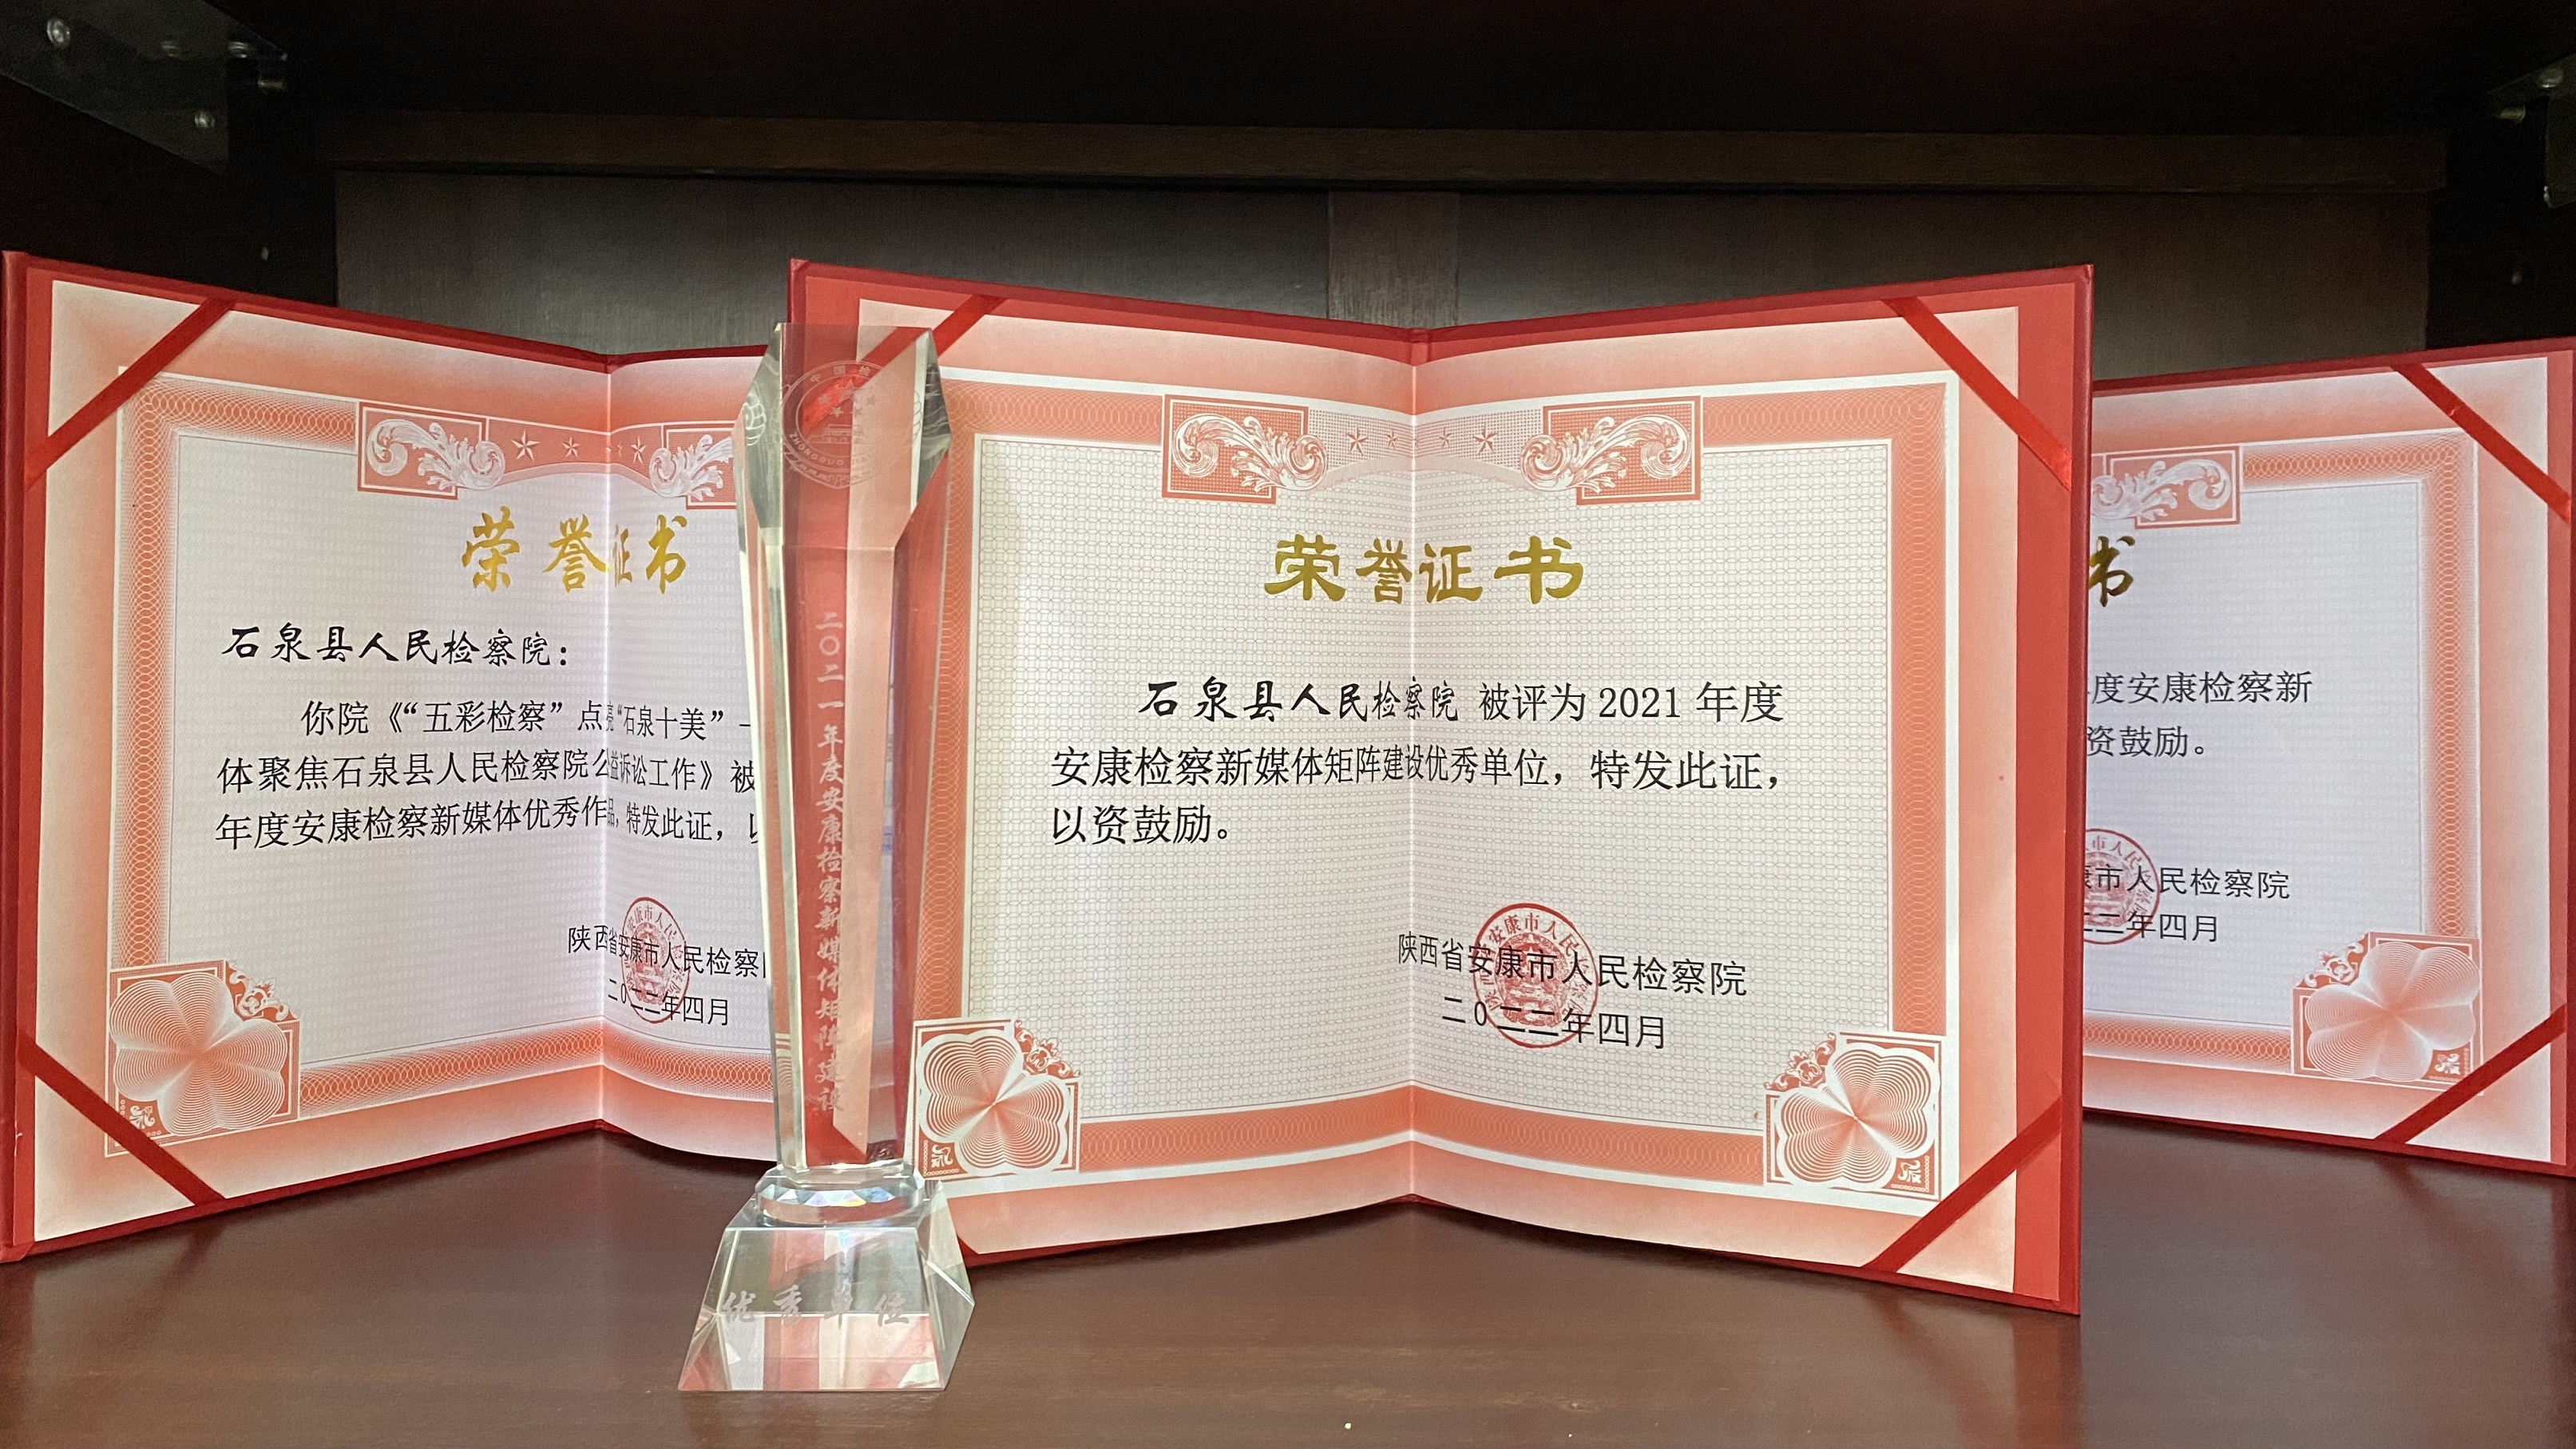 荣誉证书
石泉县人民检察院：
你院《“五彩检察”点亮“石泉十美”—
体聚焦石泉县人民检察院公益诉讼工作》被
年度安康检察新媒体优秀作品，特发此证，以
陕西省安康市人民检察院
二〇二二年四月
中国检
ZHONGGUO
二〇二一年度安康检察新媒体矩阵建设
优秀单位
荣誉证书
石泉县人民检察院 被评为 2021 年度
安康检察新媒体矩阵建设优秀单位，特发此证，
以资鼓励。
陕西省安康市人民检察院
二〇二二年四月
书
年度安康检察新
资鼓励。
康市人民检察院
二二年四月